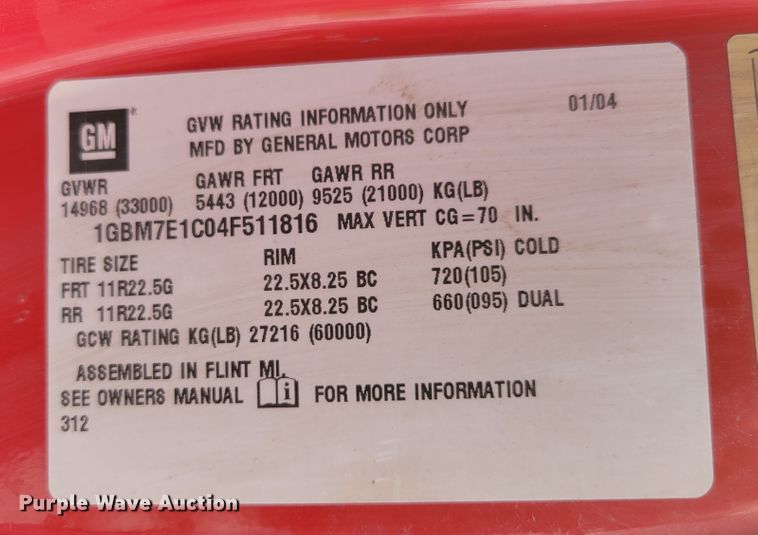 GM
GVW RATING INFORMATION ONLY 01/04
MFD BY GENERAL MOTORS CORP
GVWR GAWR FRT GAWR RR
14968 (33000) 5443 (12000) 9525 (21000) KG(LB)
1GBM7E1C04F511816 MAX VERT CG=70 IN.
TIRE SIZE RIM KPA(PSI) COLD
FRT 11R22.5G 22.5X8.25 BC 720(105)
RR 11R22.5G 22.5X8.25 BC 660(095) DUAL
GCW RATING KG(LB) 27216 (60000)
ASSEMBLED IN FLINT MI.
SEE OWNERS MANUAL i FOR MORE INFORMATION
312
Purple Wave Auction